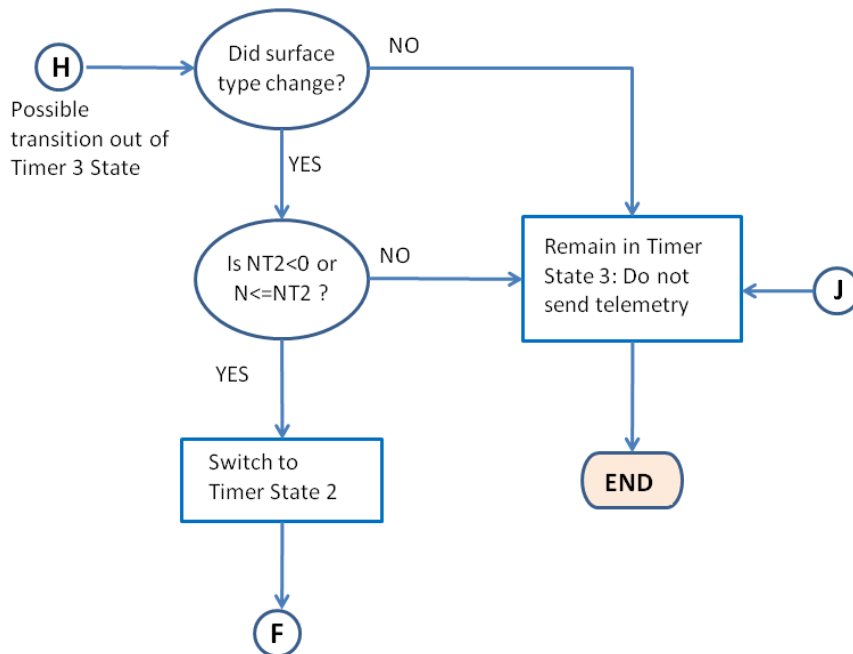 H
Possible
transition out of
Timer 3 State
Did surface
type change?
NO
YES
Is NT2<0 or
N<=NT2 ?
NO
Remain in Timer
State 3: Do not
send telemetry
J
YES
Switch to
Timer State 2
END
F